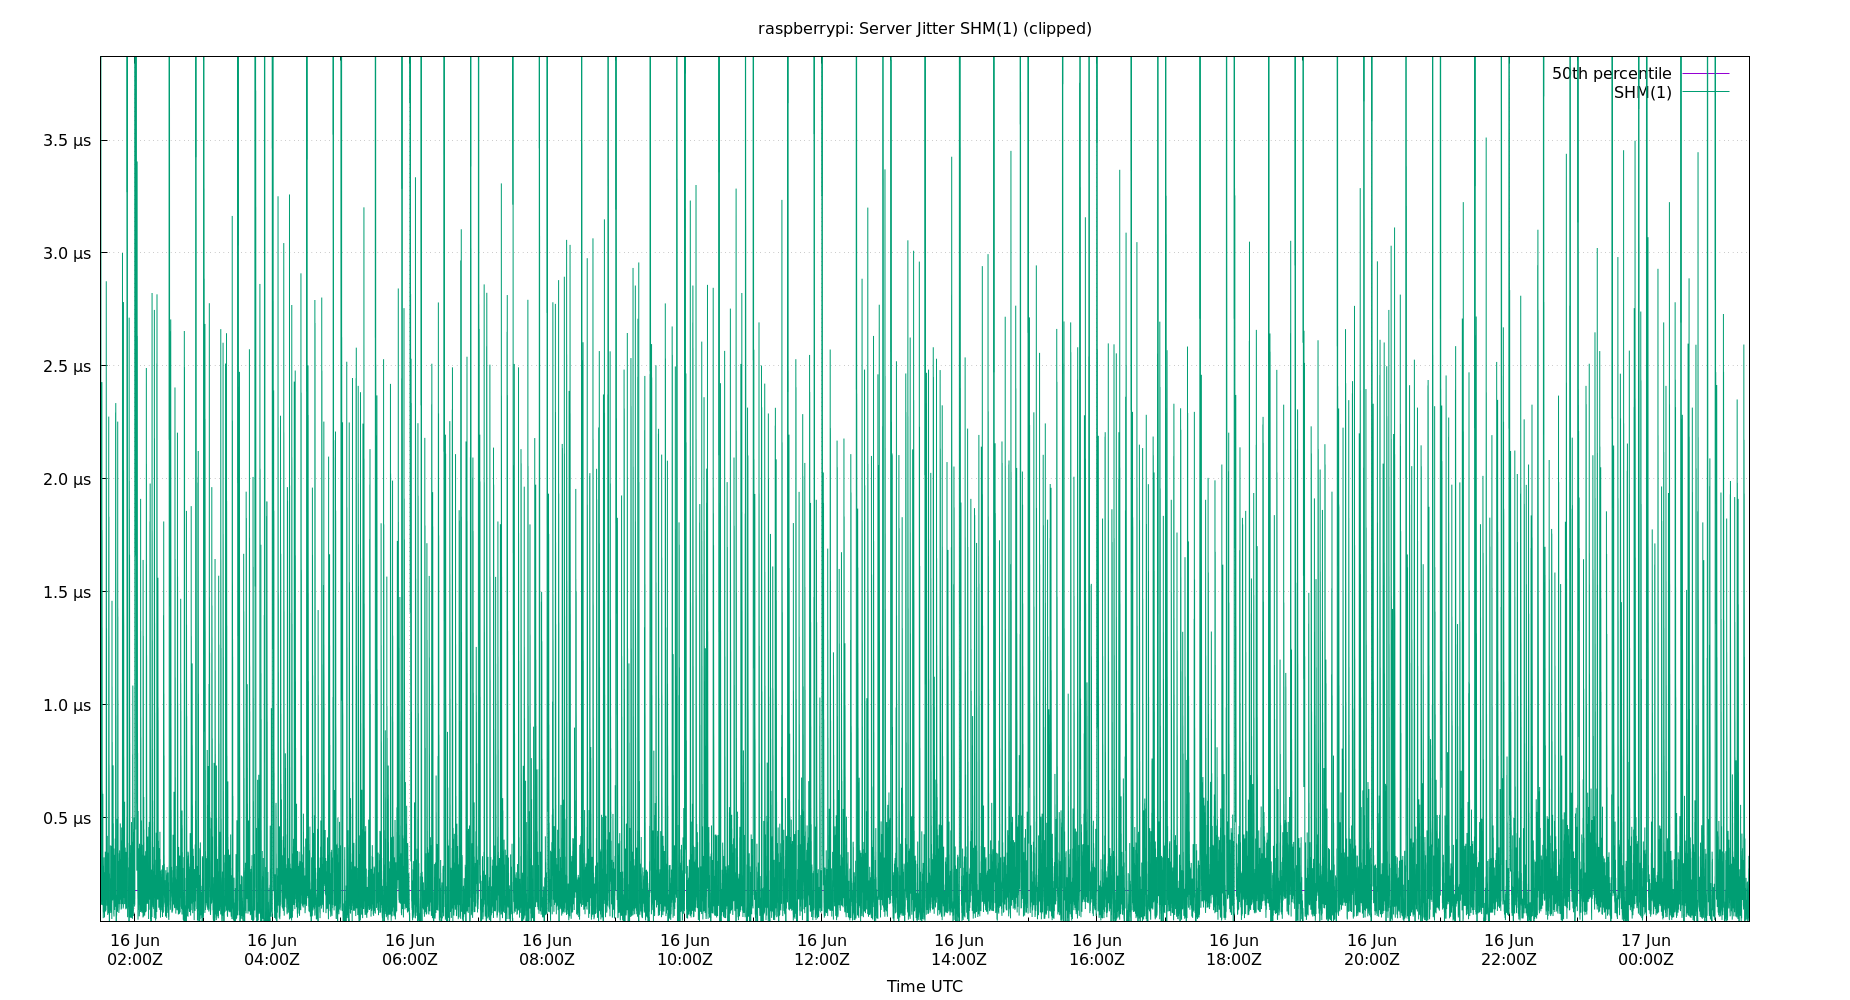 raspberrypi: Server Jitter SHM(1) (clipped)
50th percentile
SHM(1)
3.5 µs
3.0 µs
2.5 µs
2.0 µs
1.5 µs
1.0 µs
0.5 µs
16 Jun 16 Jun 16 Jun 16 Jun 16 Jun 16 Jun 16 Jun 16 Jun 16 Jun 16 Jun 16 Jun 17 Jun
02:00Z 04:00Z 06:00Z 08:00Z 10:00Z 12:00Z 14:00Z 16:00Z 18:00Z 20:00Z 22:00Z 00:00Z
Time UTC